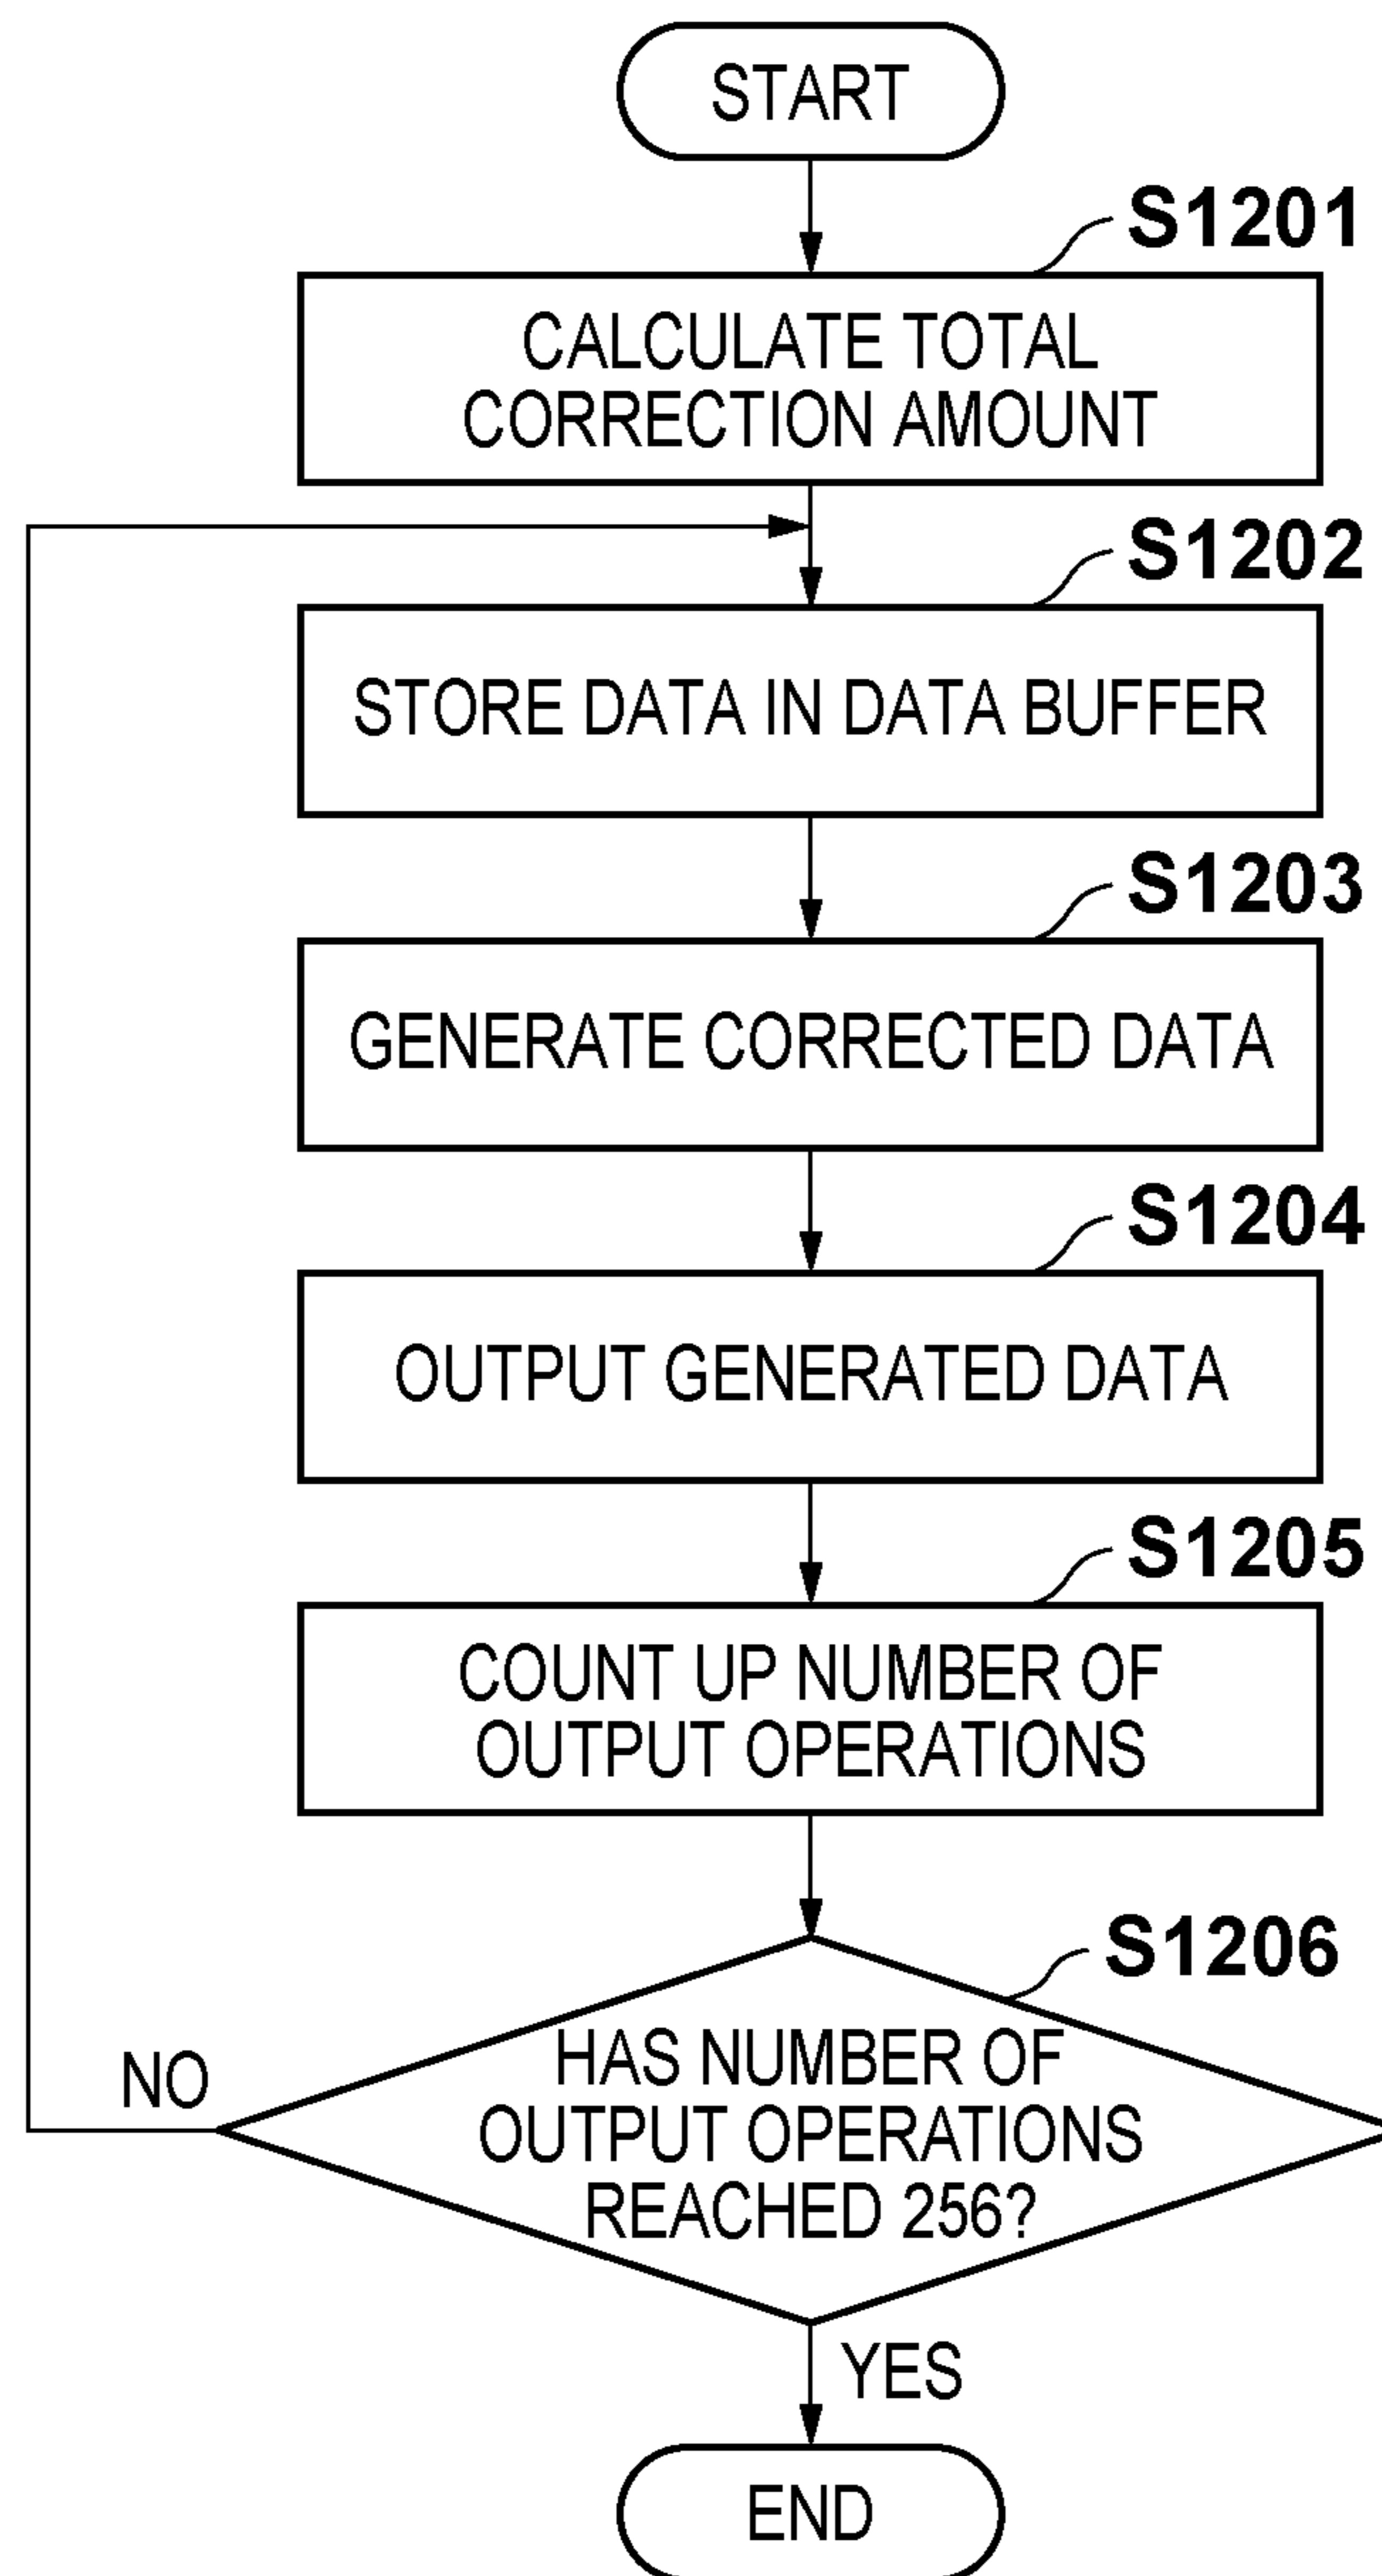 START
S1201
CALCULATE TOTAL
CORRECTION AMOUNT
S1202
STORE DATA IN DATA BUFFER
S1203
GENERATE CORRECTED DATA
S1204
OUTPUT GENERATED DATA
S1205
COUNT UP NUMBER OF
OUTPUT OPERATIONS
S1206
HAS NUMBER OF
OUTPUT OPERATIONS
REACHED 256?
NO
YES
END